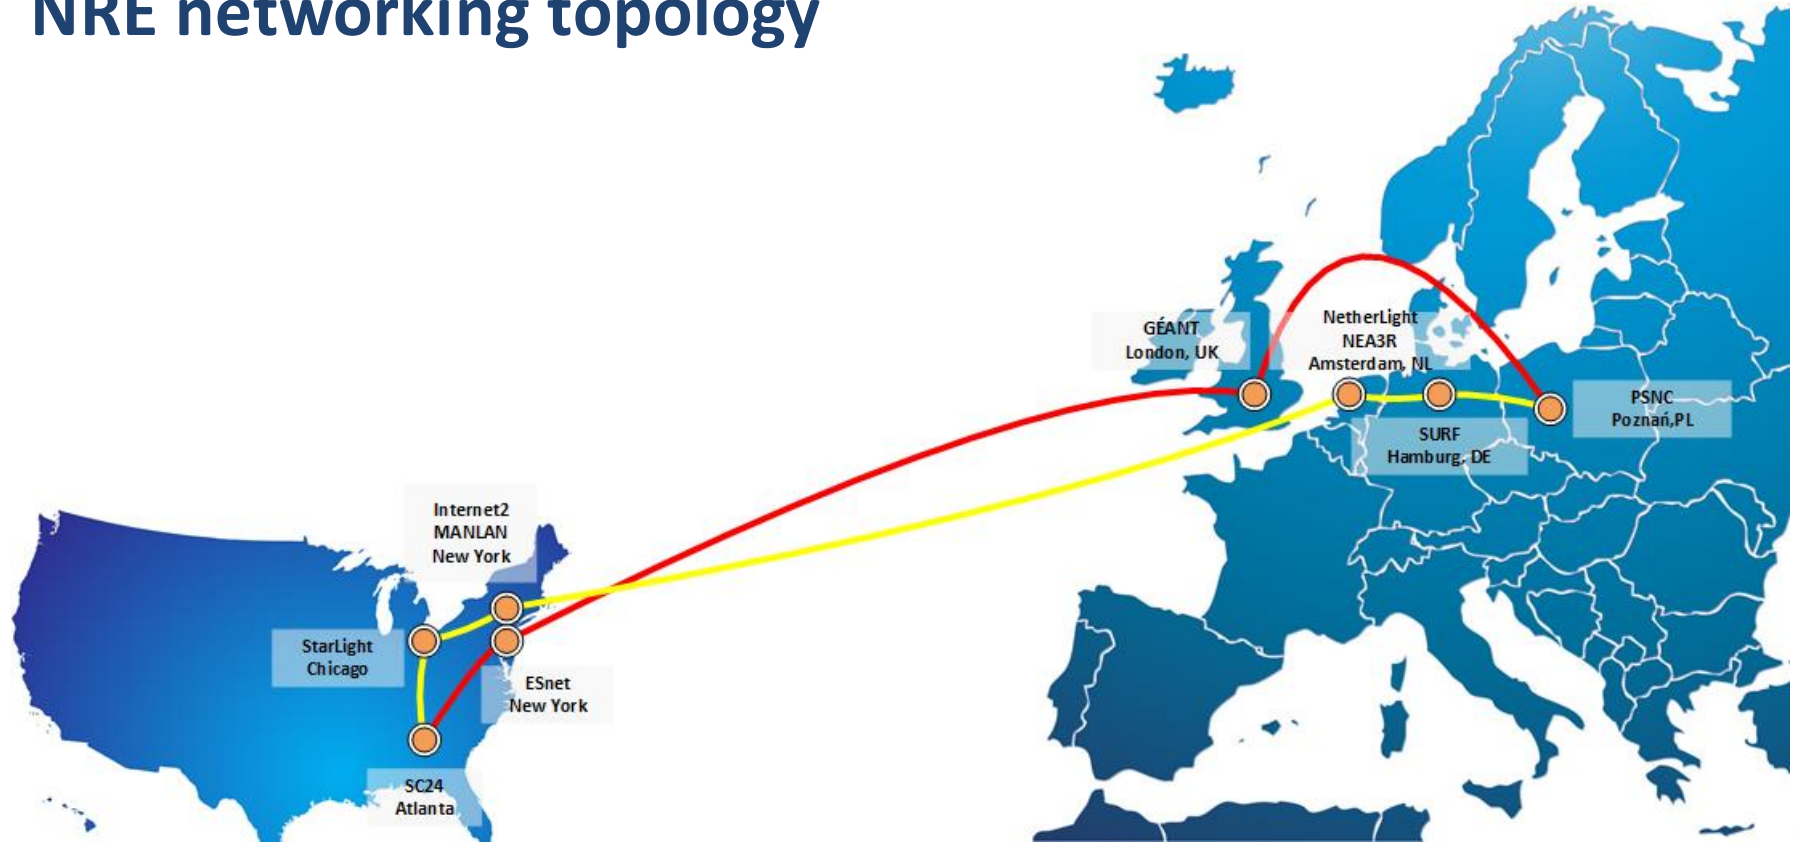 NRE networking topology
GÉANT
London, UK
NetherLight
NEA3R
Amsterdam, NL
PSNC
Poznań,PL
SURF
Hamburg, DE
Internet2
MANLAN
New York
StarLight
Chicago
ESnet
New York
SC24
Atlanta